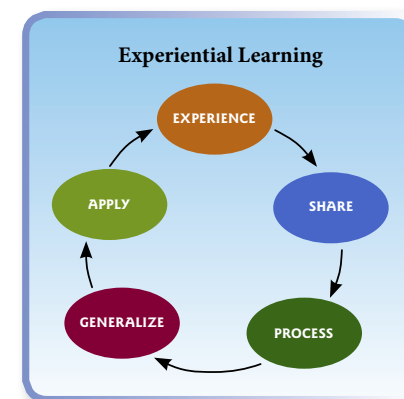 Experiential Learning
EXPERIENCE
SHARE
PROCESS
GENERALIZE
APPLY